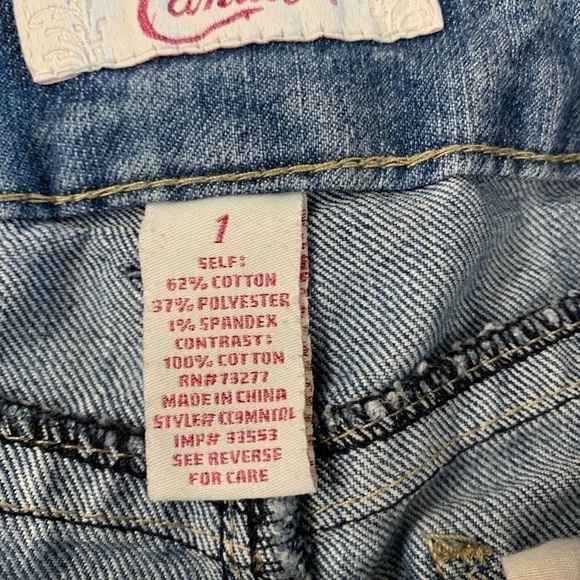 1
SELF:
62% COTTON
37% POLYESTER
1% SPANDEX
CONTRAST:
100% COTTON
RN# 73277
MADE IN CHINA
STYLE# CC9MN1DL
IMP# 33553
SEE REVERSE
FOR CARE